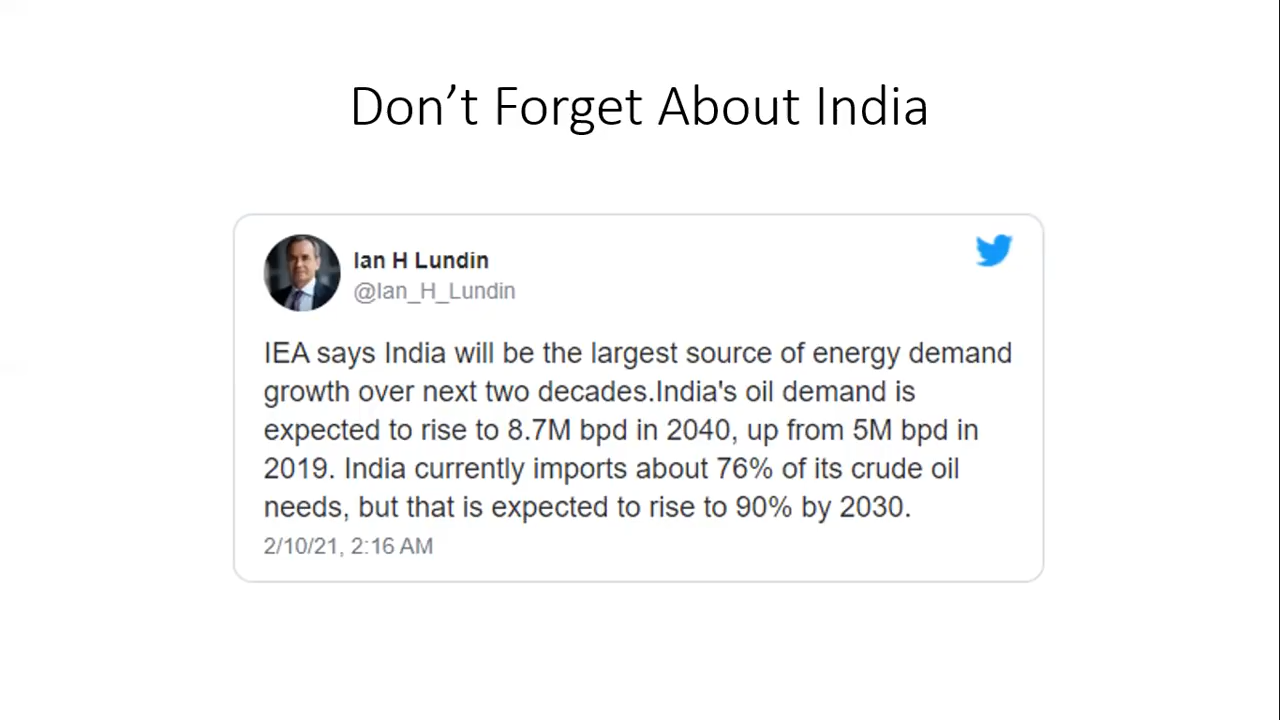 Don’t Forget About India
Ian H Lundin
@Ian_H_Lundin
IEA says India will be the largest source of energy demand
growth over next two decades.India's oil demand is
expected to rise to 8.7M bpd in 2040, up from 5M bpd in
2019. India currently imports about 76% of its crude oil
needs, but that is expected to rise to 90% by 2030.
2/10/21, 2:16 AM